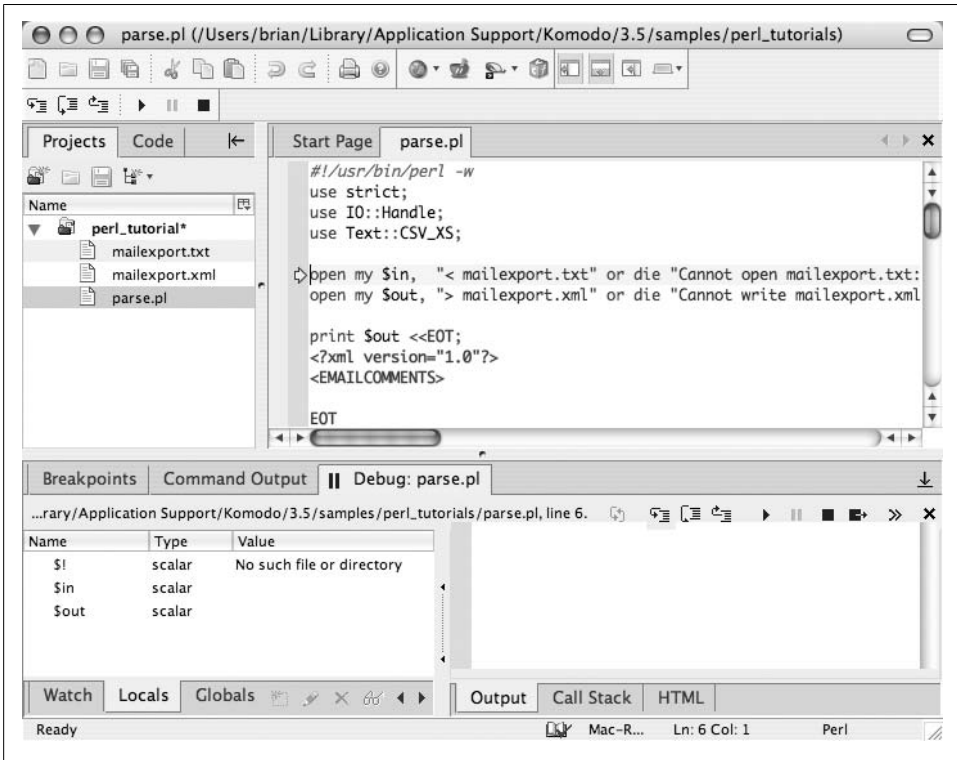 parse.pl (/Users/brian/Library/Application Support/Komodo/3.5/samples/perl_tutorials)
Projects Code
Name
perl_tutorial*
mailexport.txt
mailexport.xml
parse.pl
Start Page parse.pl
#!/usr/bin/perl -w
use strict;
use IO::Handle;
use Text::CSV_XS;
open my $in, "< mailexport.txt" or die "Cannot open mailexport.txt:
open my $out, "> mailexport.xml" or die "Cannot write mailexport.xml
print $out <<EOT;
<?xml version="1.0"?>
<EMAILCOMMENTS>
EOT
Breakpoints Command Output Debug: parse.pl
...rary/Application Support/Komodo/3.5/samples/perl_tutorials/parse.pl, line 6.
Name Type Value
$! scalar No such file or directory
$in scalar
$out scalar
Watch Locals Globals
Output Call Stack HTML
Ready Mac-R... Ln: 6 Col: 1 Perl